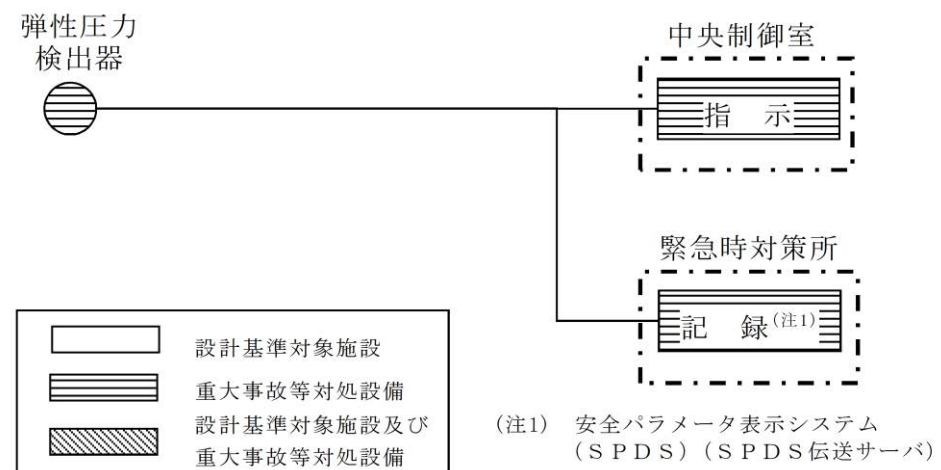 弾性圧力
検出器
中央制御室
指　示
緊急時対策所
記　録(注1)
設計基準対象施設
重大事故等対処設備
設計基準対象施設及び
重大事故等対処設備
(注1)　安全パラメータ表示システム
（ＳＰＤＳ）（ＳＰＤＳ伝送サーバ）